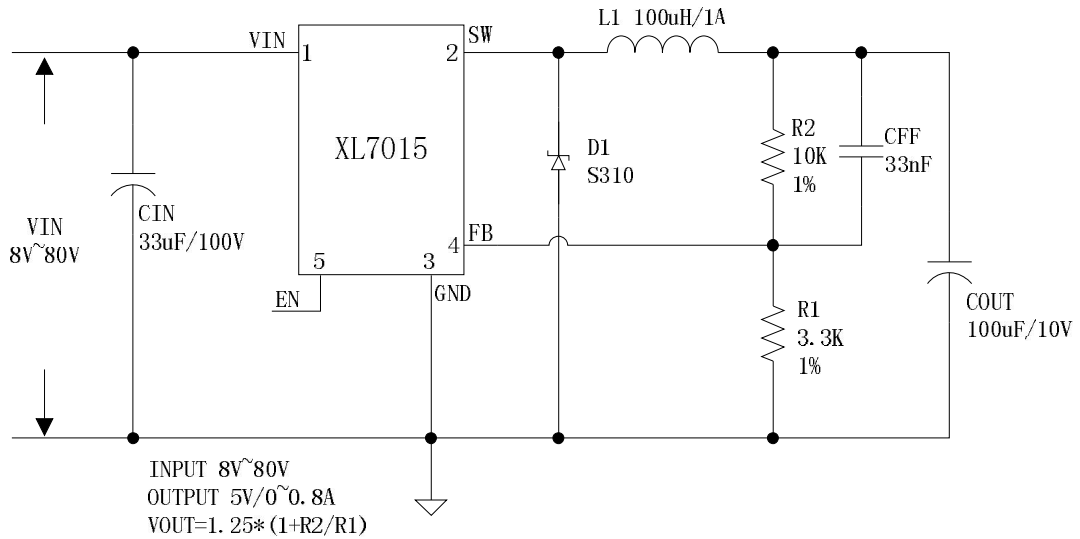 L1 100uH/1A
VIN
1
SW
2
XL7015
D1
S310
R2
10K
1%
CFF
33nF
CIN
33uF/100V
VIN
8V~80V
FB
4
5
3
EN
GND
R1
3.3K
1%
COUT
100uF/10V
INPUT 8V~80V
OUTPUT 5V/0~0.8A
VOUT=1.25*(1+R2/R1)